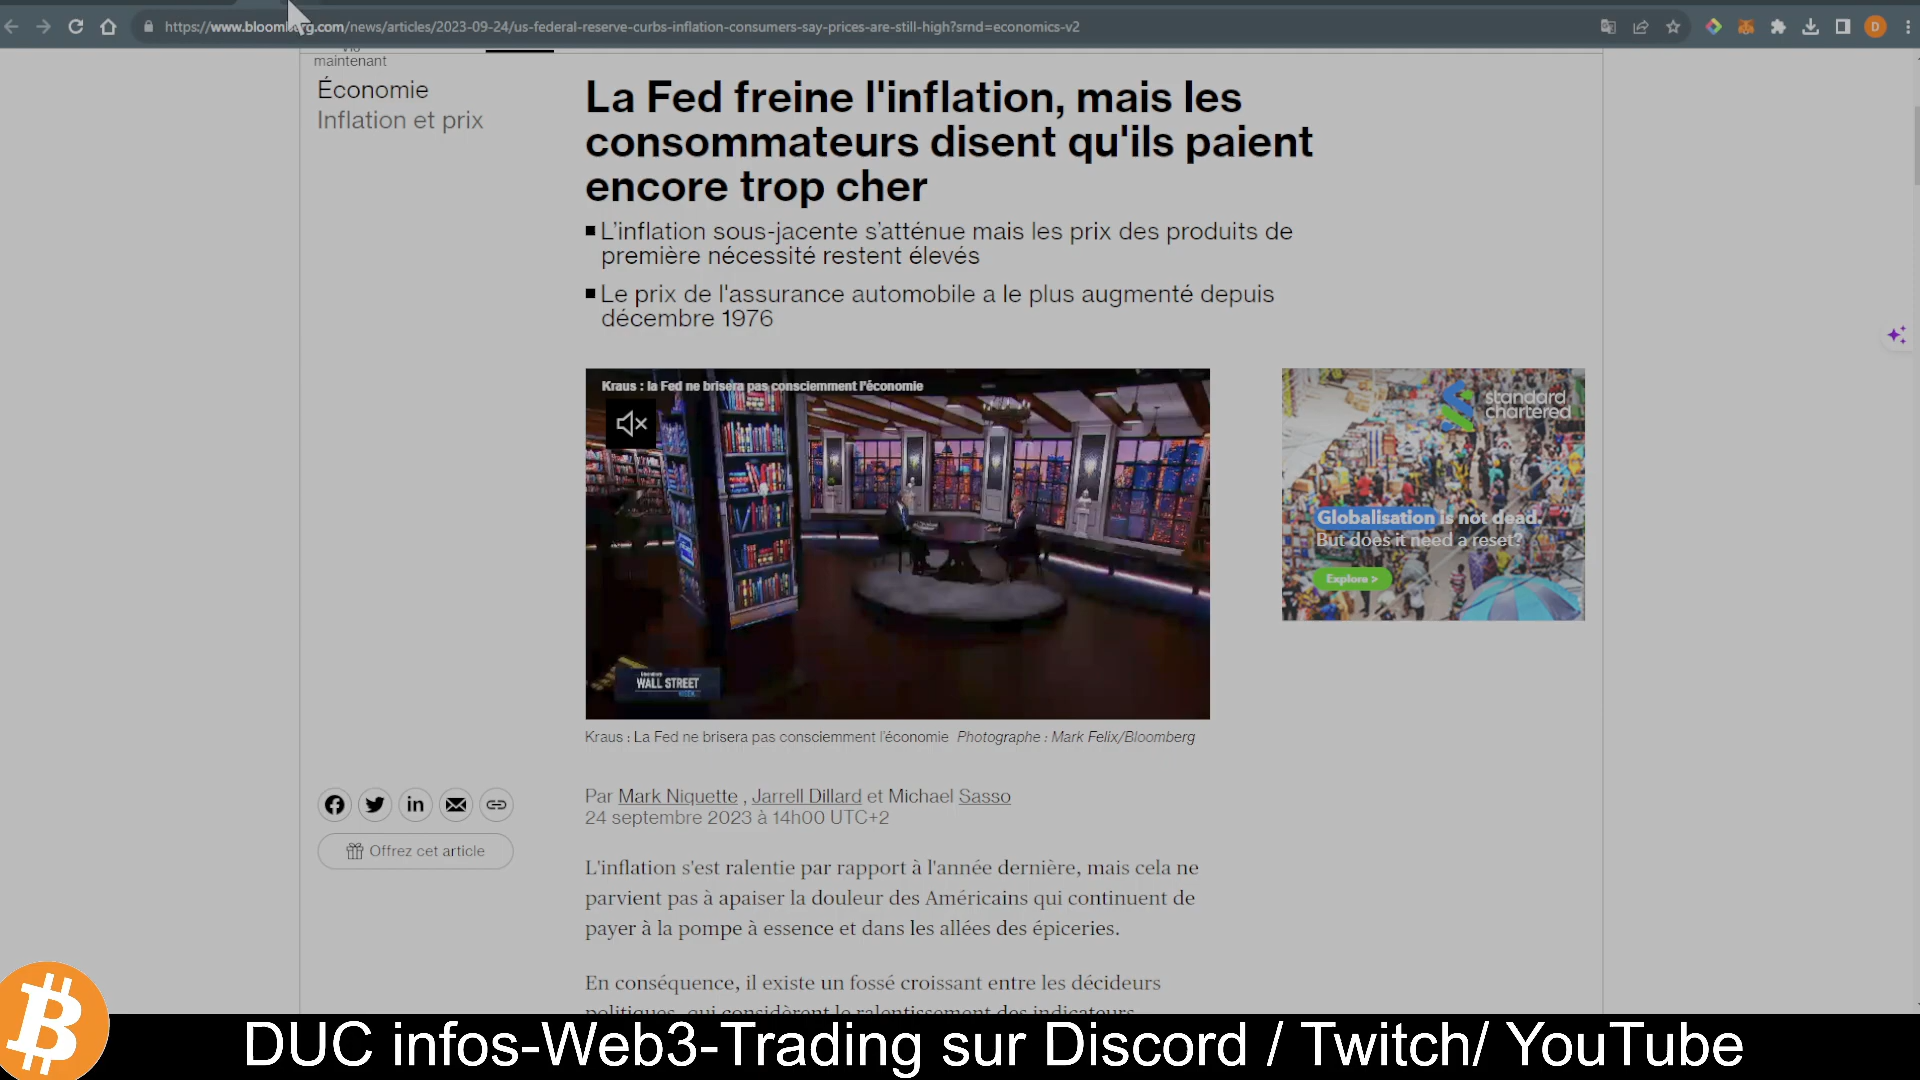 https://www.bloomberg.com/news/articles/2023-09-24/us-federal-reserve-curbs-inflation-consumers-say-prices-are-still-high?srnd=economics-v2
D
maintenant
Économie
Inflation et prix
La Fed freine l'inflation, mais les
consommateurs disent qu'ils paient
encore trop cher
L'inflation sous-jacente s'atténue mais les prix des produits de
première nécessité restent élevés
Le prix de l'assurance automobile a le plus augmenté depuis
décembre 1976
Kraus : la Fed ne brisera pas consciemment l'économie
WALL STREET
WEEK
standard
chartered
Globalisation is not dead.
But does it need a reset?
Explore >
Kraus : La Fed ne brisera pas consciemment l'économie Photographe : Mark Felix/Bloomberg
Par Mark Niquette , Jarrell Dillard et Michael Sasso
24 septembre 2023 à 14h00 UTC+2
Offrez cet article
L'inflation s'est ralentie par rapport à l'année dernière, mais cela ne
parvient pas à apaiser la douleur des Américains qui continuent de
payer à la pompe à essence et dans les allées des épiceries.
En conséquence, il existe un fossé croissant entre les décideurs
politiques, qui considèrent le ralentissement des indicateurs
DUC infos-Web3-Trading sur Discord / Twitch/ YouTube